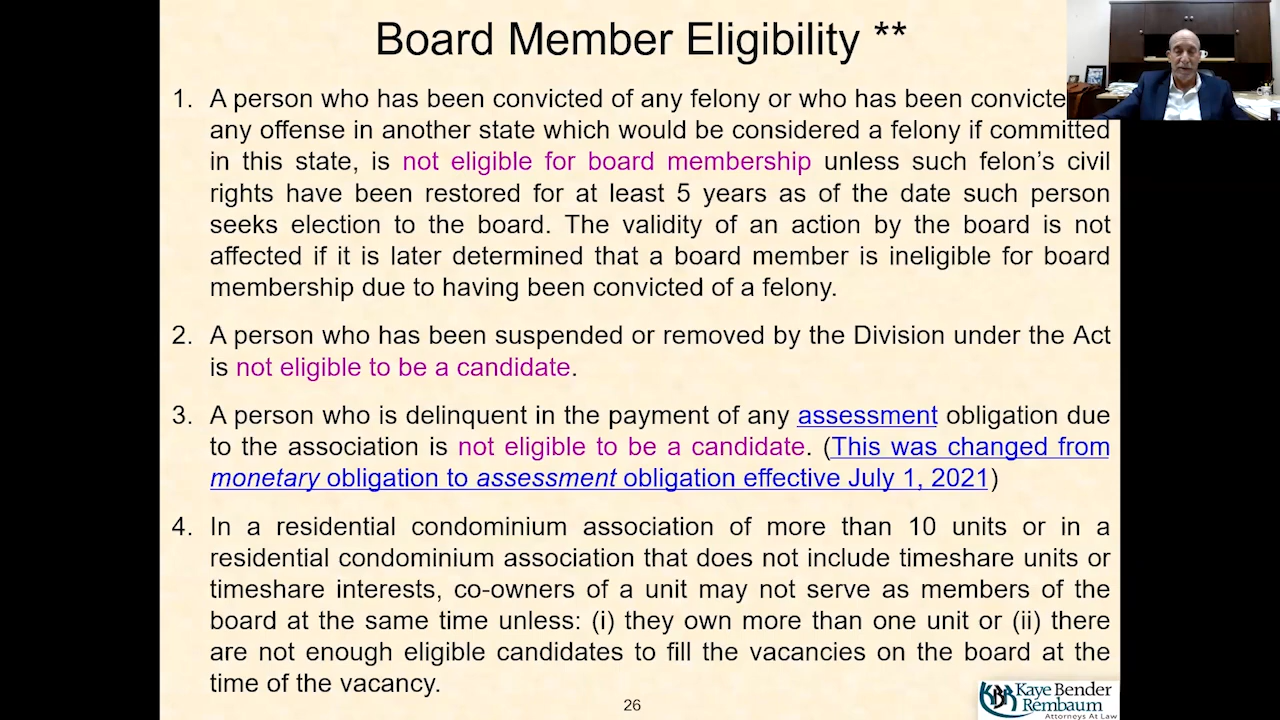 Board Member Eligibility **
1. A person who has been convicted of any felony or who has been convicte
any offense in another state which would be considered a felony if committed
in this state, is not eligible for board membership unless such felon's civil
rights have been restored for at least 5 years as of the date such person
seeks election to the board. The validity of an action by the board is not
affected if it is later determined that a board member is ineligible for board
membership due to having been convicted of a felony.
2. A person who has been suspended or removed by the Division under the Act
is not eligible to be a candidate.
3. A person who is delinquent in the payment of any assessment obligation due
to the association is not eligible to be a candidate. (This was changed from
monetary obligation to assessment obligation effective July 1, 2021)
4. In a residential condominium association of more than 10 units or in a
residential condominium association that does not include timeshare units or
timeshare interests, co-owners of a unit may not serve as members of the
board at the same time unless: (i) they own more than one unit or (ii) there
are not enough eligible candidates to fill the vacancies on the board at the
time of the vacancy.
26
KBR Kaye Bender
Rembaum
Attorneys At Law